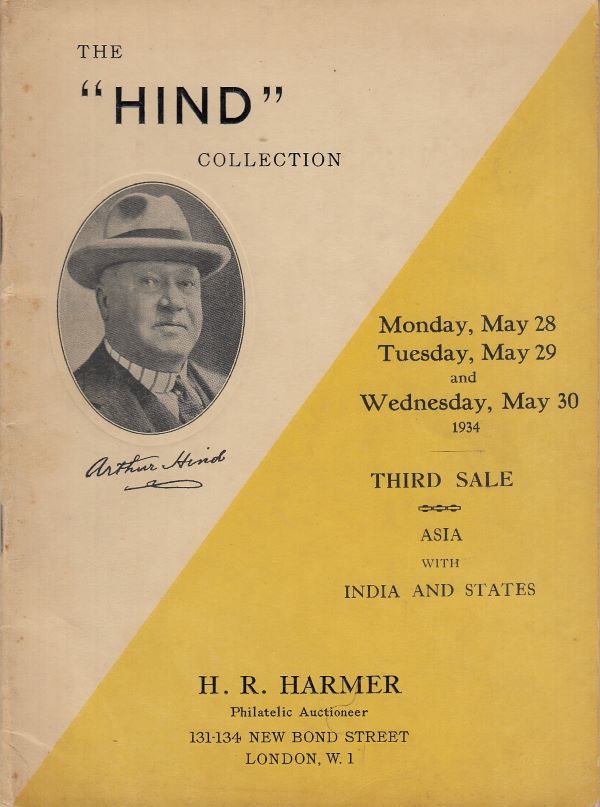 THE
“HIND”
COLLECTION
Arthur Hind
Monday, May 28
Tuesday, May 29
and
Wednesday, May 30
1934
THIRD SALE
ASIA
WITH
INDIA AND STATES
H. R. HARMER
Philatelic Auctioneer
131-134 NEW BOND STREET
LONDON, W. 1